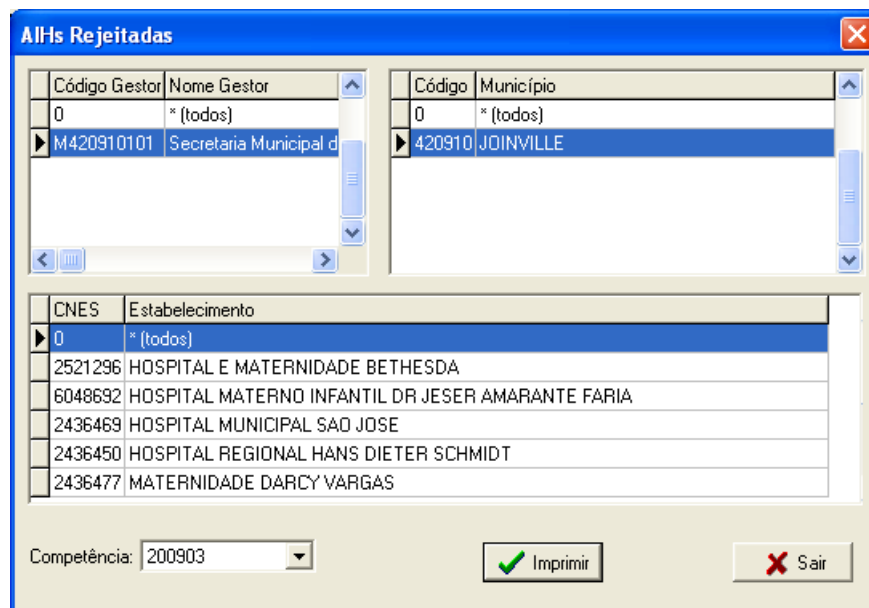 AIHs Rejeitadas
Código Gestor Nome Gestor
0 * (todos)
M420910101 Secretaria Municipal d
Código Município
0 * (todos)
420910 JOINVILLE
CNES Estabelecimento
0 * (todos)
2521296 HOSPITAL E MATERNIDADE BETHESDA
6048692 HOSPITAL MATERNO INFANTIL DR JESER AMARANTE FARIA
2436469 HOSPITAL MUNICIPAL SAO JOSE
2436450 HOSPITAL REGIONAL HANS DIETER SCHMIDT
2436477 MATERNIDADE DARCY VARGAS
Competência: 200903
Imprimir
Sair